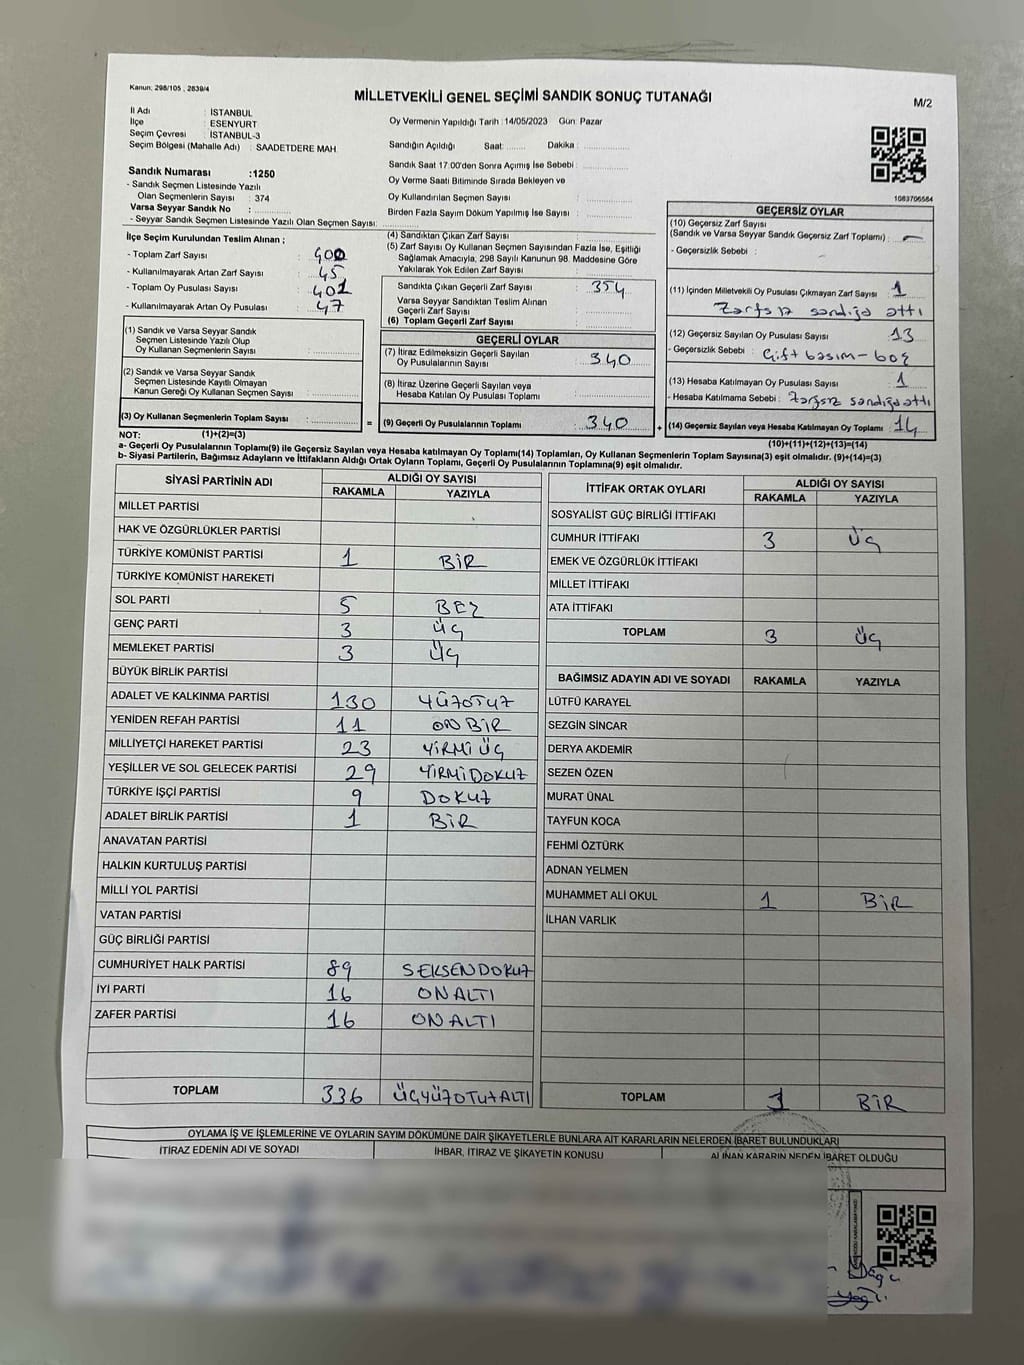 Kanun; 298/105 , 2839/4
MİLLETVEKİLİ GENEL SEÇİMİ SANDIK SONUÇ TUTANAĞI
M/2
İl Adı : İSTANBUL
İlçe : ESENYURT
Seçim Çevresi : İSTANBUL-3
Seçim Bölgesi (Mahalle Adı) : SAADETDERE MAH.
Sandık Numarası :1250
- Sandık Seçmen Listesinde Yazılı
Olan Seçmenlerin Sayısı : 374
Varsa Seyyar Sandık No :
- Seyyar Sandık Seçmen Listesinde Yazılı Olan Seçmen Sayısı:
Oy Vermenin Yapıldığı Tarih :14/05/2023 Gün: Pazar
Sandığın Açıldığı Saat: Dakika :
Sandık Saat 17:00'den Sonra Açımış İse Sebebi :
Oy Verme Saati Bitiminde Sırada Bekleyen ve
Oy Kullandırılan Seçmen Sayısı :
Birden Fazla Sayım Döküm Yapılmış İse Sayısı :
1083706584
İlçe Seçim Kurulundan Teslim Alınan ;
- Toplam Zarf Sayısı : 400
- Kullanılmayarak Artan Zarf Sayısı : 45
- Toplam Oy Pusulası Sayısı : 401
- Kullanılmayarak Artan Oy Pusulası : 47
(4) Sandıktan Çıkan Zarf Sayısı :
(5) Zarf Sayısı Oy Kullanan Seçmen Sayısından Fazla İse, Eşitliği
Sağlamak Amacıyla, 298 Sayılı Kanunun 98. Maddesine Göre
Yakılarak Yok Edilen Zarf Sayısı :
Sandıkta Çıkan Geçerli Zarf Sayısı : 354
Varsa Seyyar Sandıktan Teslim Alınan
Geçerli Zarf Sayısı :
(6) Toplam Geçerli Zarf Sayısı :
GEÇERSİZ OYLAR
(10) Geçersiz Zarf Sayısı
(Sandık ve Varsa Seyyar Sandık Geçersiz Zarf Toplamı) : -
- Geçersizlik Sebebi :
(11) İçinden Milletvekili Oy Pusulası Çıkmayan Zarf Sayısı : 1
Zarfsız sandığa attı
(12) Geçersiz Sayılan Oy Pusulası Sayısı : 13
- Geçersizlik Sebebi : Çift basım-boş
(13) Hesaba Katılmayan Oy Pusulası Sayısı : 1
- Hesaba Katılmama Sebebi : Zarfsız sandığa attı
(14) Geçersiz Sayılan veya Hesaba Katılmayan Oy Toplamı : 14
(10)+(11)+(12)+(13)=(14)
(1) Sandık ve Varsa Seyyar Sandık
Seçmen Listesinde Yazılı Olup
Oy Kullanan Seçmenlerin Sayısı :
(2) Sandık ve Varsa Seyyar Sandık
Seçmen Listesinde Kayıtlı Olmayan
Kanun Gereği Oy Kullanan Seçmen Sayısı :
(3) Oy Kullanan Seçmenlerin Toplam Sayısı :
(1)+(2)=(3)
GEÇERLİ OYLAR
(7) İtiraz Edilmeksizin Geçerli Sayılan
Oy Pusulalarının Sayısı : 340
(8) İtiraz Üzerine Geçerli Sayılan veya
Hesaba Katılan Oy Pusulası Toplamı :
= (9) Geçerli Oy Pusulalarının Toplamı : 340 +
NOT:
a- Geçerli Oy Pusulalarının Toplamı(9) ile Geçersiz Sayılan veya Hesaba katılmayan Oy Toplamı(14) Toplamları, Oy Kullanan Seçmenlerin Toplam Sayısına(3) eşit olmalıdır. (9)+(14)=(3)
b- Siyasi Partilerin, Bağımsız Adayların ve İttifakların Aldığı Ortak Oyların Toplamı, Geçerli Oy Pusulalarının Toplamına(9) eşit olmalıdır.
SİYASİ PARTİNİN ADI ALDIĞI OY SAYISI
RAKAMLA YAZIYLA
MİLLET PARTİSİ
HAK VE ÖZGÜRLÜKLER PARTİSİ
TÜRKİYE KOMÜNİST PARTİSİ 1 BİR
TÜRKİYE KOMÜNİST HAREKETİ
SOL PARTİ 5 BEŞ
GENÇ PARTİ 3 ÜÇ
MEMLEKET PARTİSİ 3 ÜÇ
BÜYÜK BİRLİK PARTİSİ
ADALET VE KALKINMA PARTİSİ 130 YÜZOTUZ
YENİDEN REFAH PARTİSİ 11 ONBİR
MİLLİYETÇİ HAREKET PARTİSİ 23 YİRMİ ÜÇ
YEŞİLLER VE SOL GELECEK PARTİSİ 29 YİRMİDOKUZ
TÜRKİYE İŞÇİ PARTİSİ 9 DOKUZ
ADALET BİRLİK PARTİSİ 1 BİR
ANAVATAN PARTİSİ
HALKIN KURTULUŞ PARTİSİ
MİLLİ YOL PARTİSİ
VATAN PARTİSİ
GÜÇ BİRLİĞİ PARTİSİ
CUMHURİYET HALK PARTİSİ 89 SEKSENDOKUZ
İYİ PARTİ 16 ONALTI
ZAFER PARTİSİ 16 ONALTI
TOPLAM 336 ÜÇYÜZOTUZALTI
İTTİFAK ORTAK OYLARI ALDIĞI OY SAYISI
RAKAMLA YAZIYLA
SOSYALİST GÜÇ BİRLİĞİ İTTİFAKI
CUMHUR İTTİFAKI 3 ÜÇ
EMEK VE ÖZGÜRLÜK İTTİFAKI
MİLLET İTTİFAKI
ATA İTTİFAKI
TOPLAM 3 ÜÇ
BAĞIMSIZ ADAYIN ADI VE SOYADI RAKAMLA YAZIYLA
LÜTFÜ KARAYEL
SEZGİN SİNCAR
DERYA AKDEMİR
SEZEN ÖZEN
MURAT ÜNAL
TAYFUN KOCA
FEHMİ ÖZTÜRK
ADNAN YELMEN
MUHAMMET ALİ OKUL 1 BİR
İLHAN VARLIK
TOPLAM 1 BİR
OYLAMA İŞ VE İŞLEMLERİNE VE OYLARIN SAYIM DÖKÜMÜNE DAİR ŞİKAYETLERLE BUNLARA AİT KARARLARIN NELERDEN İBARET BULUNDUKLARI
İTİRAZ EDENİN ADI VE SOYADI İHBAR, İTİRAZ VE ŞİKAYETİN KONUSU ALINAN KARARIN NEDEN İBARET OLDUĞU